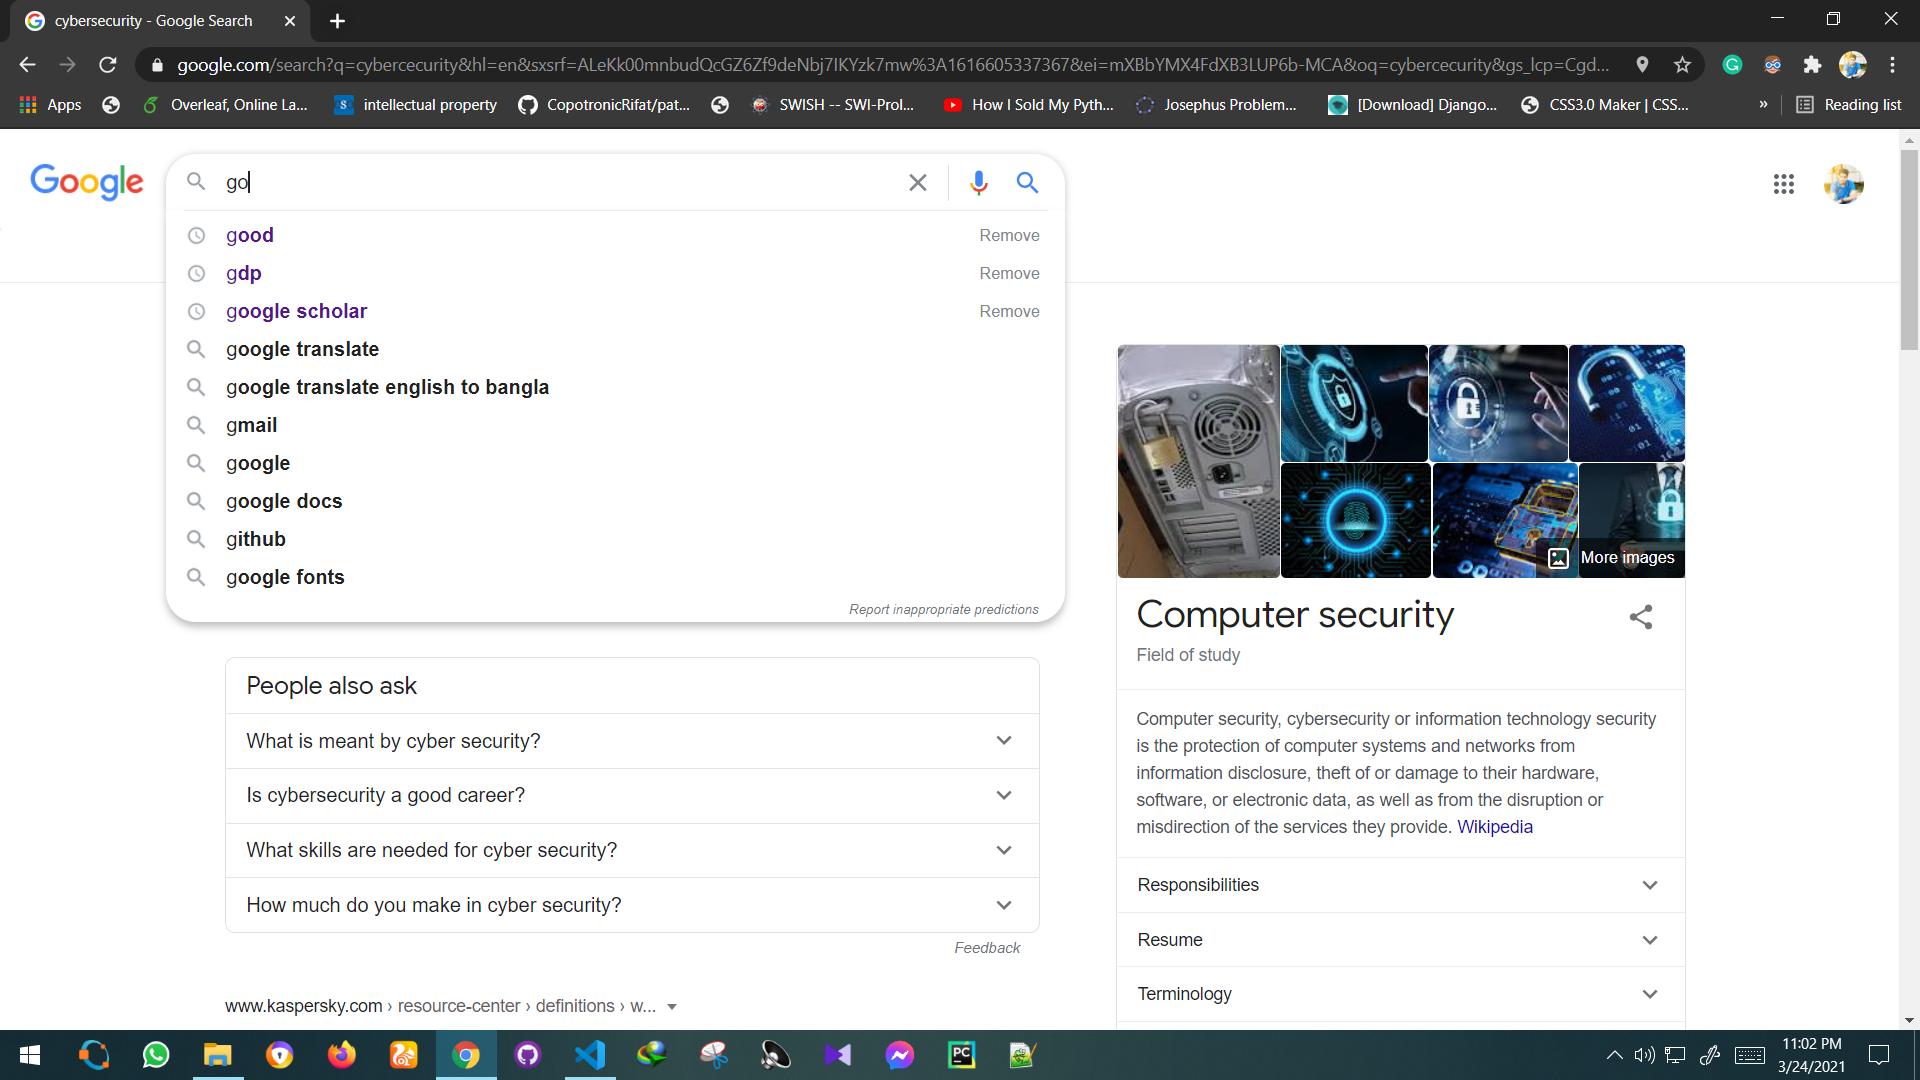 cybersecurity - Google Search
google.com/search?q=cybercecurity&hl=en&sxsrf=ALeKk00mnbudQcGZ6Zf9deNbj7IKYzk7mw%3A1616605337367&ei=mXBbYMX4FdXB3LUP6b-MCA&oq=cybercecurity&gs_lcp=Cgd...
Apps Overleaf, Online La... intellectual property CopotronicRifat/pat... SWISH -- SWI-Prol... How I Sold My Pyth... Josephus Problem... [Download] Django... CSS3.0 Maker | CSS... » Reading list
Google
go
good Remove
gdp Remove
google scholar Remove
google translate
google translate english to bangla
gmail
google
google docs
github
google fonts
Report inappropriate predictions
People also ask
What is meant by cyber security?
Is cybersecurity a good career?
What skills are needed for cyber security?
How much do you make in cyber security?
Feedback
www.kaspersky.com › resource-center › definitions › w...
More images
Computer security
Field of study
Computer security, cybersecurity or information technology security
is the protection of computer systems and networks from
information disclosure, theft of or damage to their hardware,
software, or electronic data, as well as from the disruption or
misdirection of the services they provide. Wikipedia
Responsibilities
Resume
Terminology
PC
11:02 PM
3/24/2021